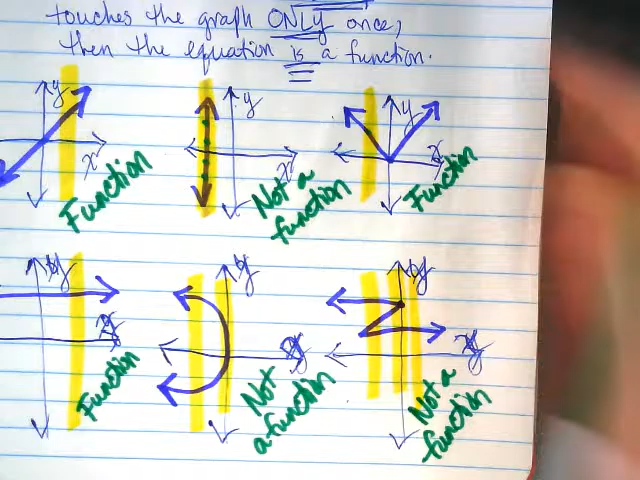 touches the graph ONLY once,
then the equation is a function.
y
y
y
x
x
x
Function
Not a
function
Function
y
y
y
x
x
x
Function
Not
a function
Not a
function